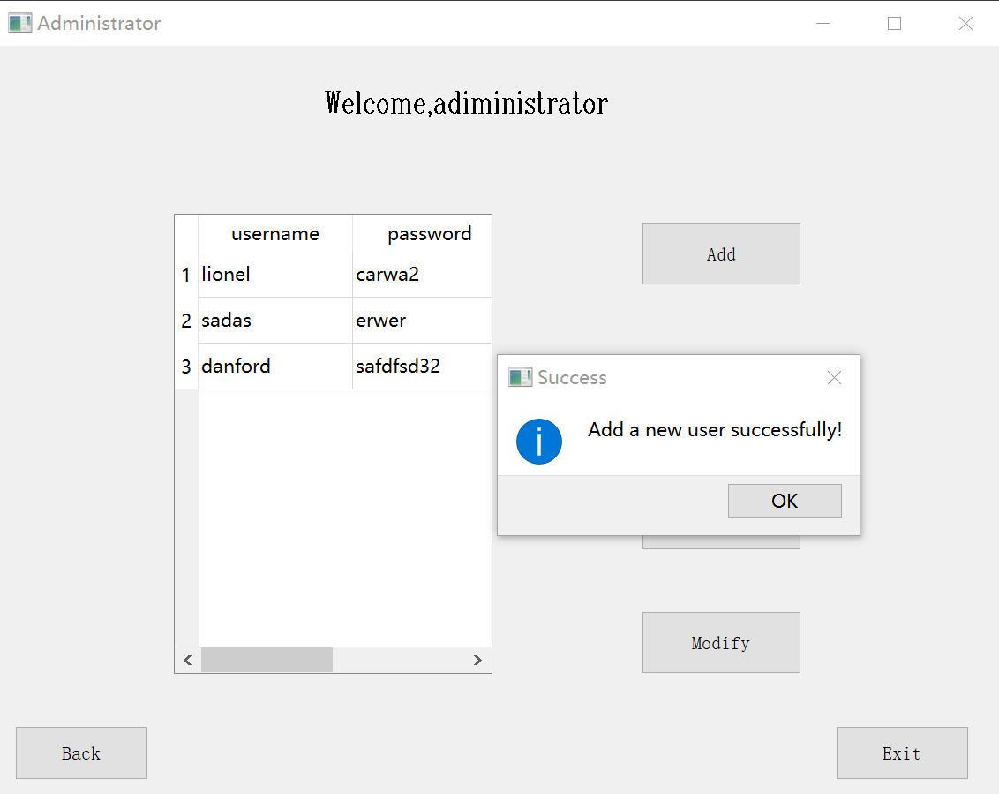 Administrator
Welcome,adiministrator
username password
1 lionel carwa2
2 sadas erwer
3 danford safdfsd32
Add
Success
Add a new user successfully!
OK
Modify
Back
Exit